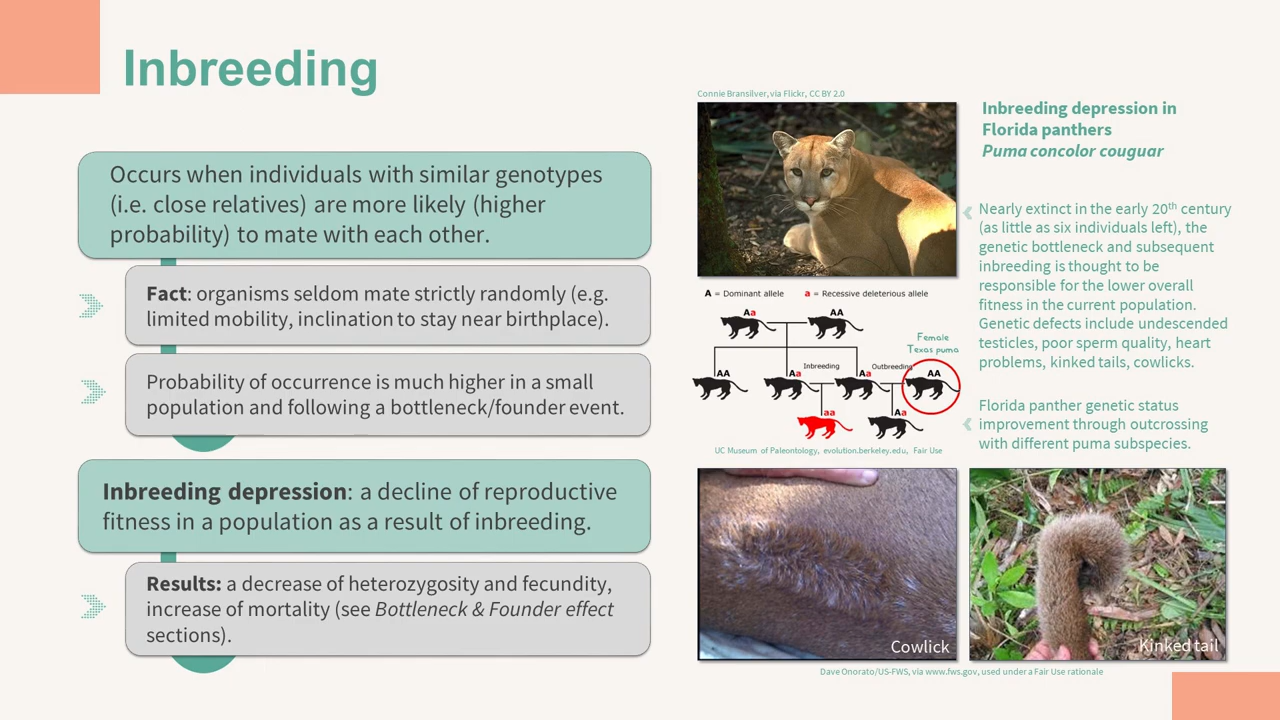 Inbreeding
Occurs when individuals with similar genotypes
(i.e. close relatives) are more likely (higher
probability) to mate with each other.
Fact: organisms seldom mate strictly randomly (e.g.
limited mobility, inclination to stay near birthplace).
Probability of occurrence is much higher in a small
population and following a bottleneck/founder event.
Inbreeding depression: a decline of reproductive
fitness in a population as a result of inbreeding.
Results: a decrease of heterozygosity and fecundity,
increase of mortality (see Bottleneck & Founder effect
sections).
Connie Bransilver, via Flickr, CC BY 2.0
Inbreeding depression in
Florida panthers
Puma concolor couguar
Nearly extinct in the early 20th century
(as little as six individuals left), the
genetic bottleneck and subsequent
inbreeding is thought to be
responsible for the lower overall
fitness in the current population.
Genetic defects include undescended
testicles, poor sperm quality, heart
problems, kinked tails, cowlicks.
Florida panther genetic status
improvement through outcrossing
with different puma subspecies.
A = Dominant allele a = Recessive deleterious allele
Aa AA
Female
Texas puma
Inbreeding Outbreeding
AA Aa Aa AA
aa Aa
UC Museum of Paleontology, evolution.berkeley.edu, Fair Use
Cowlick
Kinked tail
Dave Onorato/US-FWS, via www.fws.gov, used under a Fair Use rationale